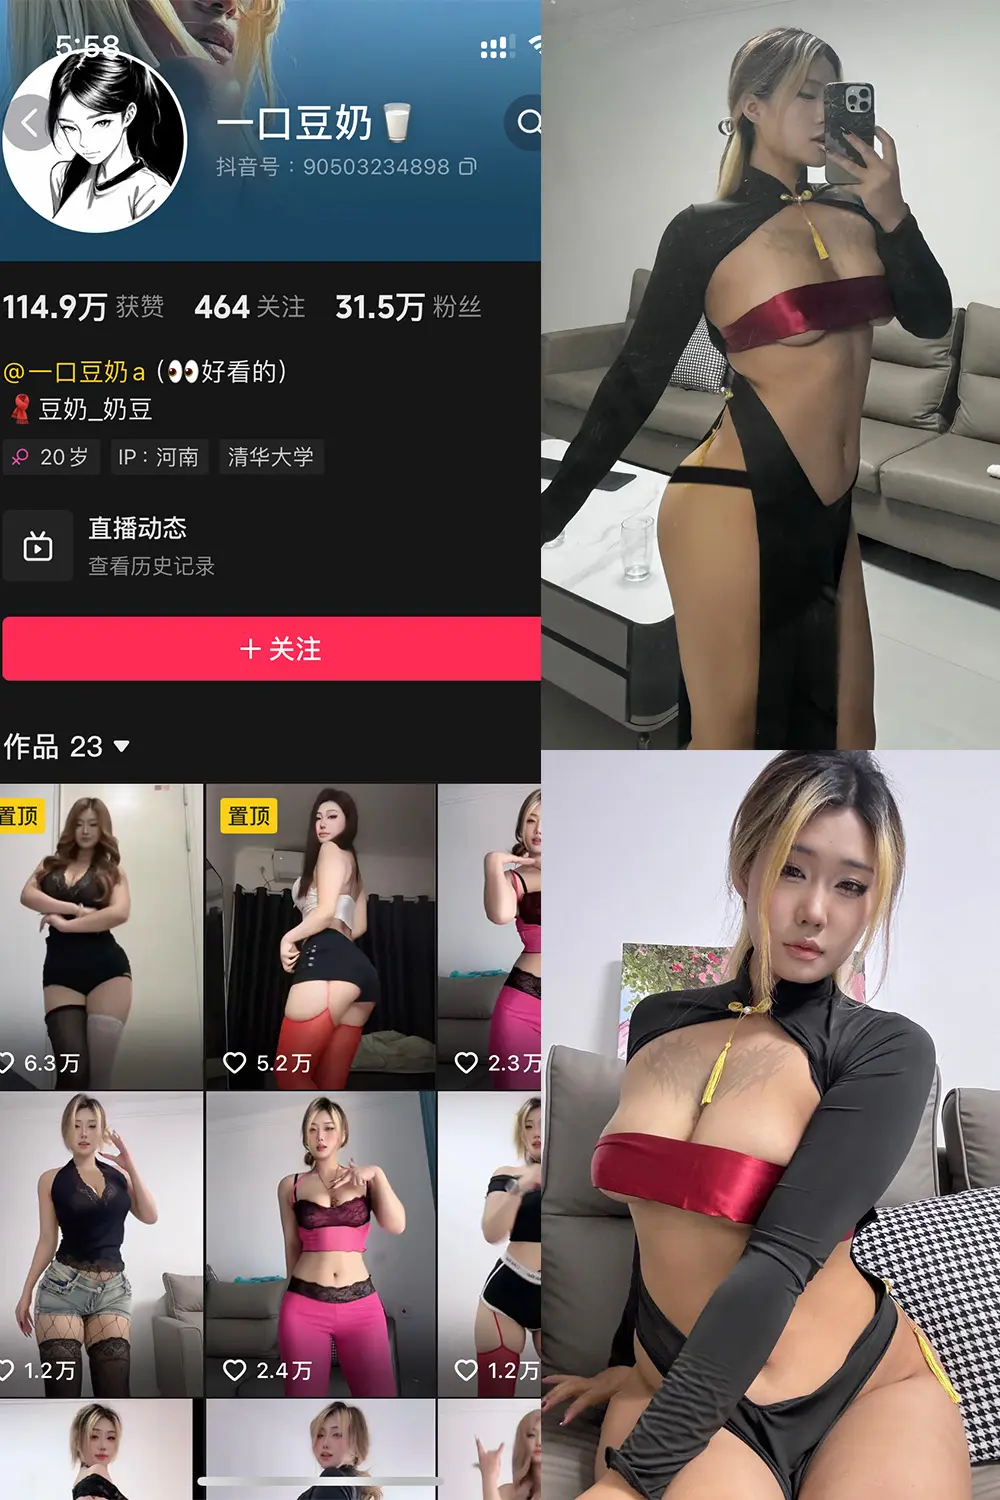 5:58
一口豆奶🥛
抖音号：90503234898
114.9万 获赞 464 关注 31.5万 粉丝
@一口豆奶a（👀好看的）
🧣豆奶_奶豆
♀ 20岁 IP：河南 清华大学
直播动态
查看历史记录
+ 关注
作品 23 ▼
置顶 置顶
♡ 6.3万 ♡ 5.2万 ♡ 2.3万
♡ 1.2万 ♡ 2.4万 ♡ 1.2万